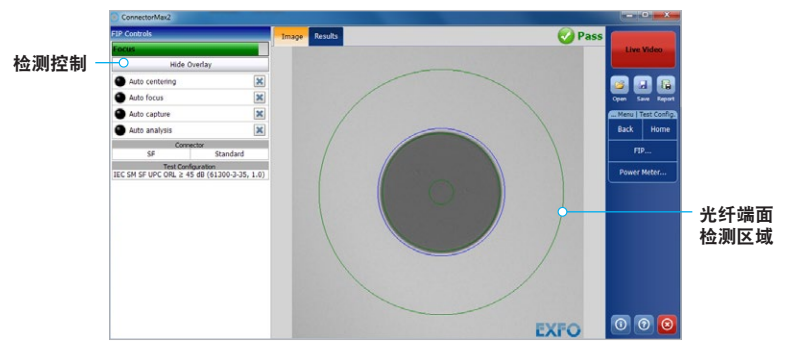 ConnectorMax2
FIP Controls
Focus
Hide Overlay
Auto centering
Auto focus
Auto capture
Auto analysis
Connector
SF Standard
Test Configuration
IEC SM SF UPC ORL ≥ 45 dB (61300-3-35, 1.0)
Image Results
Pass
EXFO
Live Video
Open Save Report
... Menu | Test Config.
Back Home
FIP...
Power Meter...
检测控制
光纤端面
检测区域